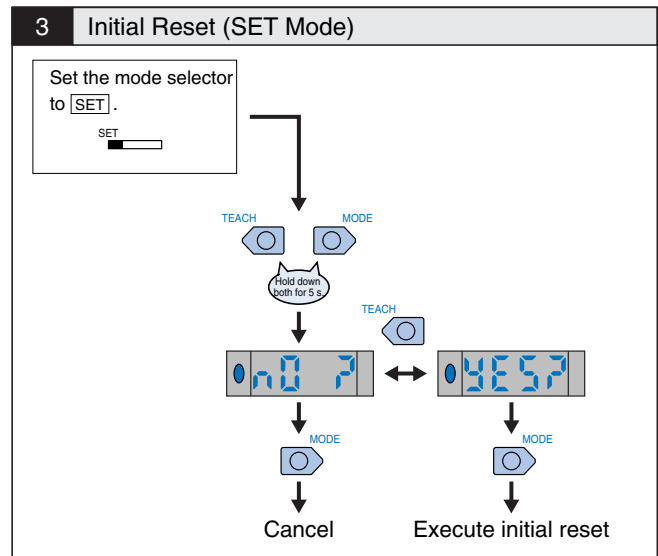 3 Initial Reset (SET Mode)
Set the mode selector
to SET .
SET
TEACH MODE
Hold down
both for 5 s.
TEACH
nO ? YES?
MODE MODE
Cancel Execute initial reset